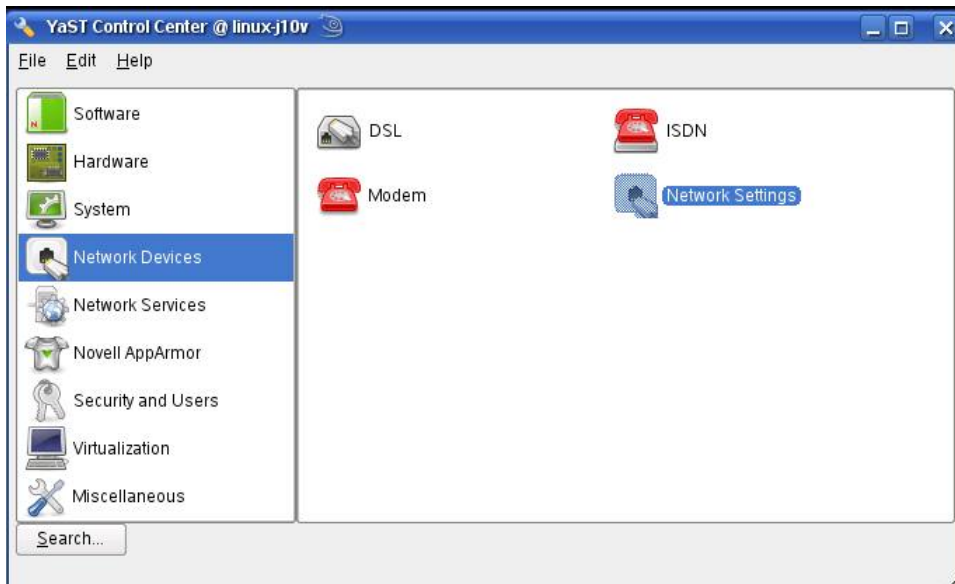 YaST Control Center @ linux-j10v
File Edit Help
Software
Hardware
System
Network Devices
Network Services
Novell AppArmor
Security and Users
Virtualization
Miscellaneous
DSL
ISDN
Modem
Network Settings
Search...